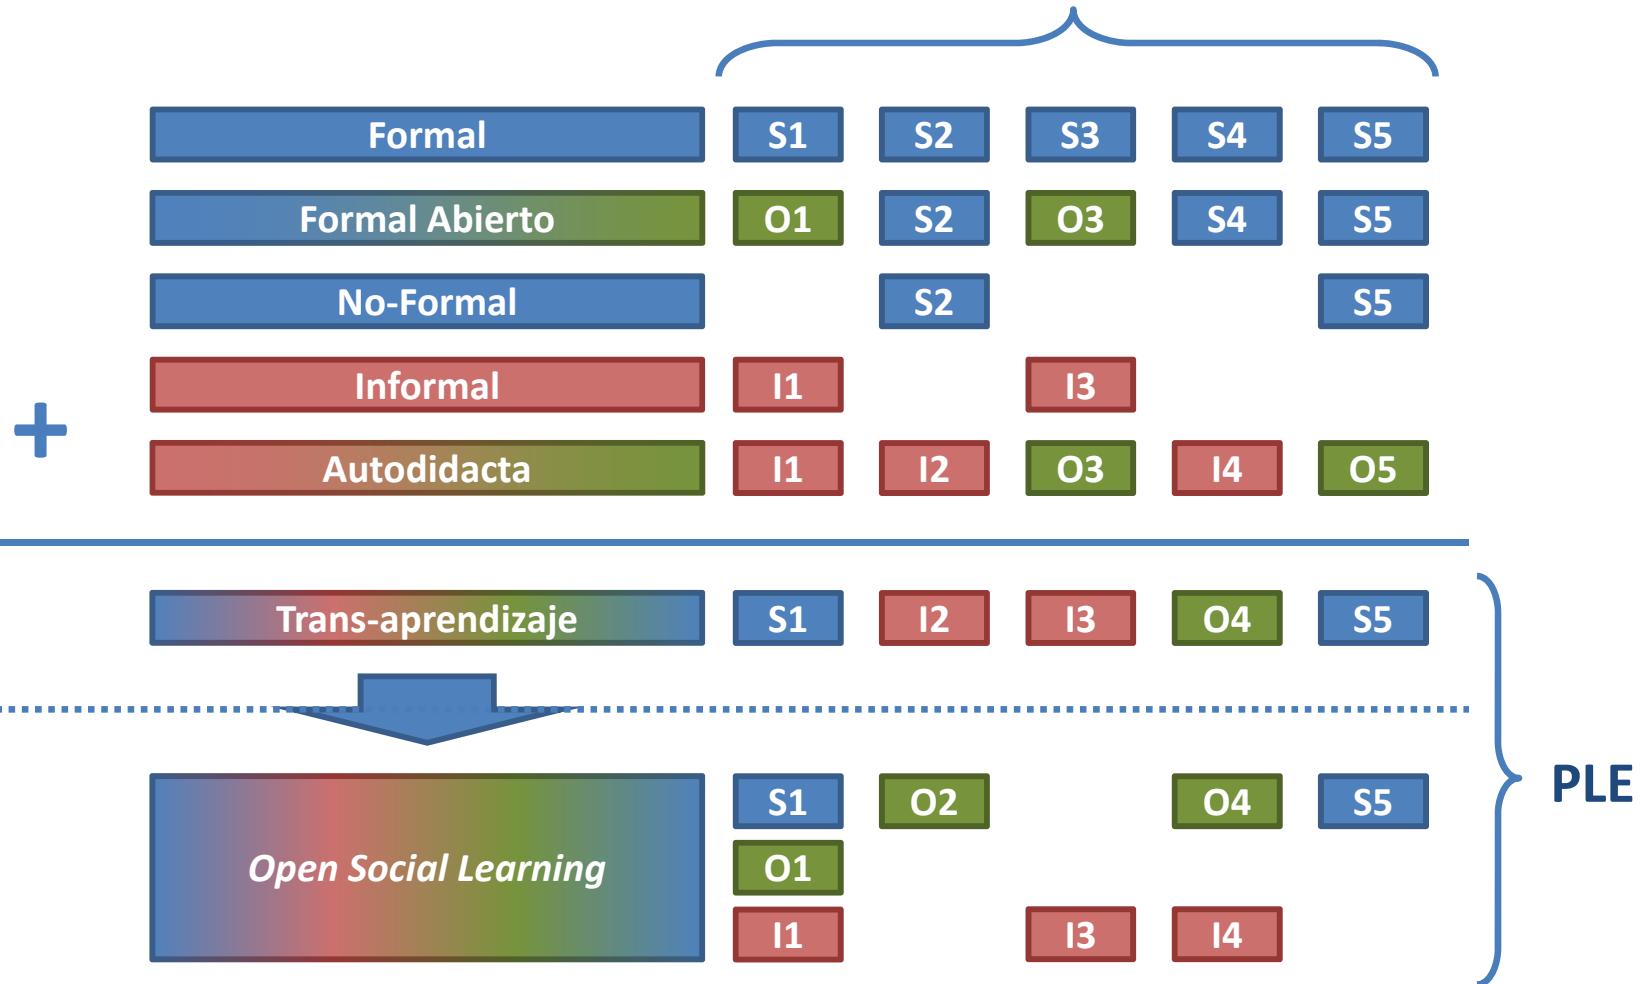 Formal S1 S2 S3 S4 S5
Formal Abierto O1 S2 O3 S4 S5
No-Formal S2 S5
Informal I1 I3
+
Autodidacta I1 I2 O3 I4 O5
Trans-aprendizaje S1 I2 I3 O4 S5
S1 O2 O4 S5
PLE
Open Social Learning O1
I1 I3 I4